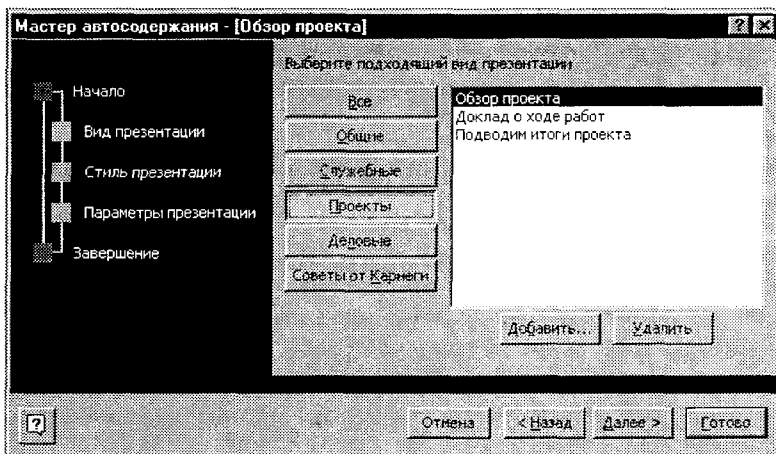 Мастер автосодержания - [Обзор проекта]
Начало
Вид презентации
Стиль презентации
Параметры презентации
Завершение
Выберите подходящий вид презентации
Все
Общие
Служебные
Проекты
Деловые
Советы от Карнеги
Обзор проекта
Доклад о ходе работ
Подводим итоги проекта
Добавить...
Удалить
Отмена
< Назад
Далее >
Готово